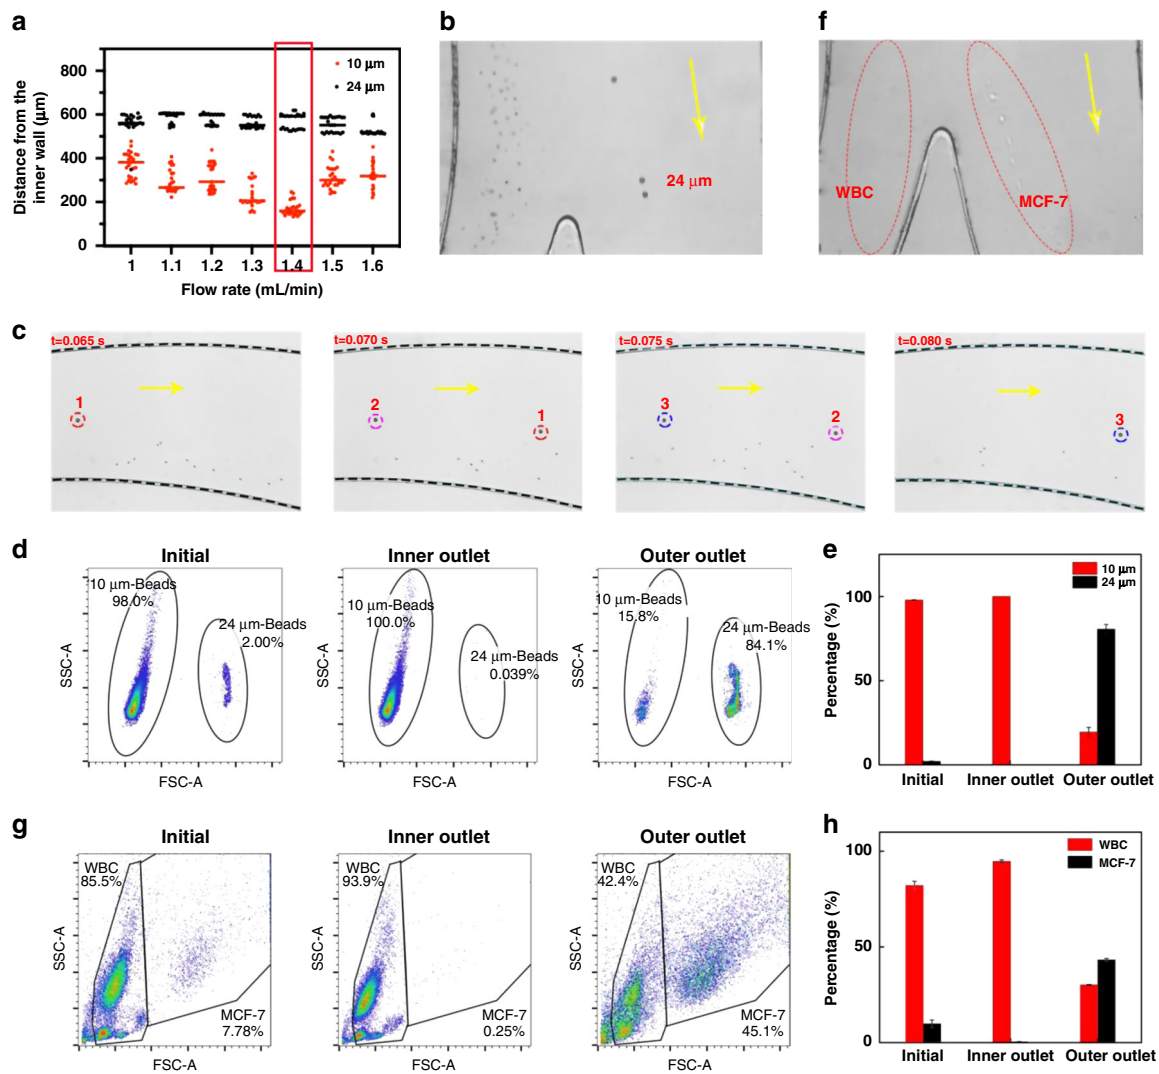 a
Distance from the
inner wall (μm)
800
600
400
200
0
10 μm
24 μm
1 1.1 1.2 1.3 1.4 1.5 1.6
Flow rate (mL/min)
b
24 μm
f
WBC
MCF-7
c
t=0.065 s
1
t=0.070 s
2
1
t=0.075 s
3
2
t=0.080 s
3
d
Initial
10 μm-Beads
98.0%
24 μm-Beads
2.00%
SSC-A
FSC-A
Inner outlet
10 μm-Beads
100.0%
24 μm-Beads
0.039%
SSC-A
FSC-A
Outer outlet
10 μm-Beads
15.8%
24 μm-Beads
84.1%
SSC-A
FSC-A
e
Percentage (%)
100
50
0
10 μm
24 μm
Initial Inner outlet Outer outlet
g
Initial
WBC
85.5%
MCF-7
7.78%
SSC-A
FSC-A
Inner outlet
WBC
93.9%
MCF-7
0.25%
SSC-A
FSC-A
Outer outlet
WBC
42.4%
MCF-7
45.1%
SSC-A
FSC-A
h
Percentage (%)
100
50
0
WBC
MCF-7
Initial Inner outlet Outer outlet